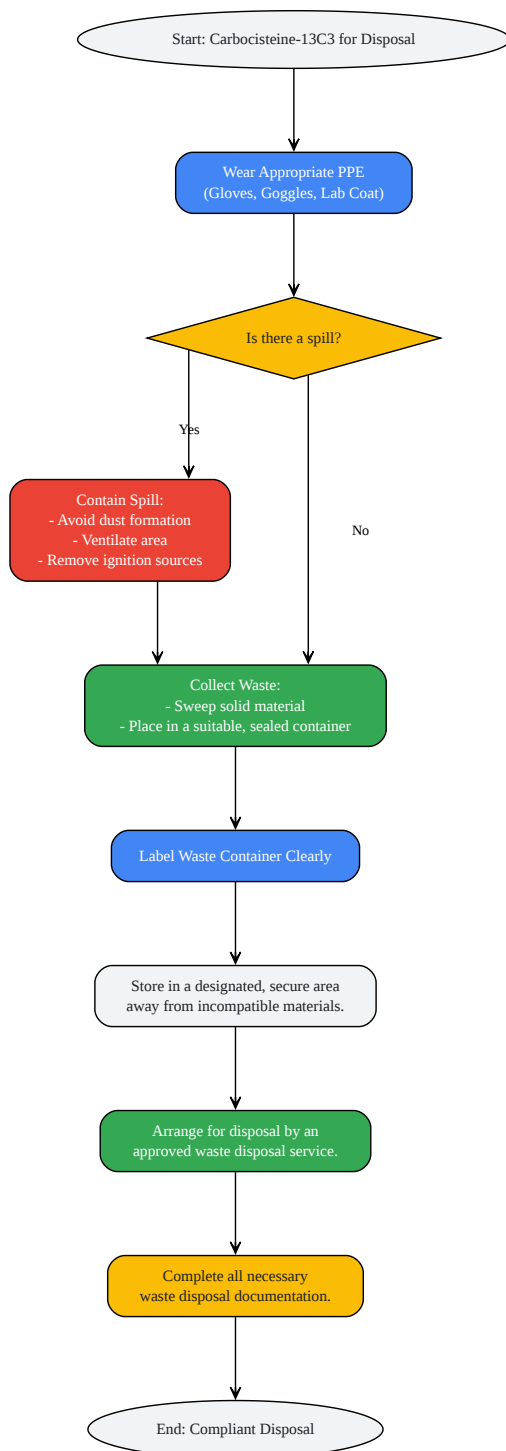 Start: Carbocisteine-13C3 for Disposal
Wear Appropriate PPE
(Gloves, Goggles, Lab Coat)
Is there a spill?
Yes
Contain Spill:
- Avoid dust formation
- Ventilate area
- Remove ignition sources
No
Collect Waste:
- Sweep solid material
- Place in a suitable, sealed container
Label Waste Container Clearly
Store in a designated, secure area
away from incompatible materials.
Arrange for disposal by an
approved waste disposal service.
Complete all necessary
waste disposal documentation.
End: Compliant Disposal